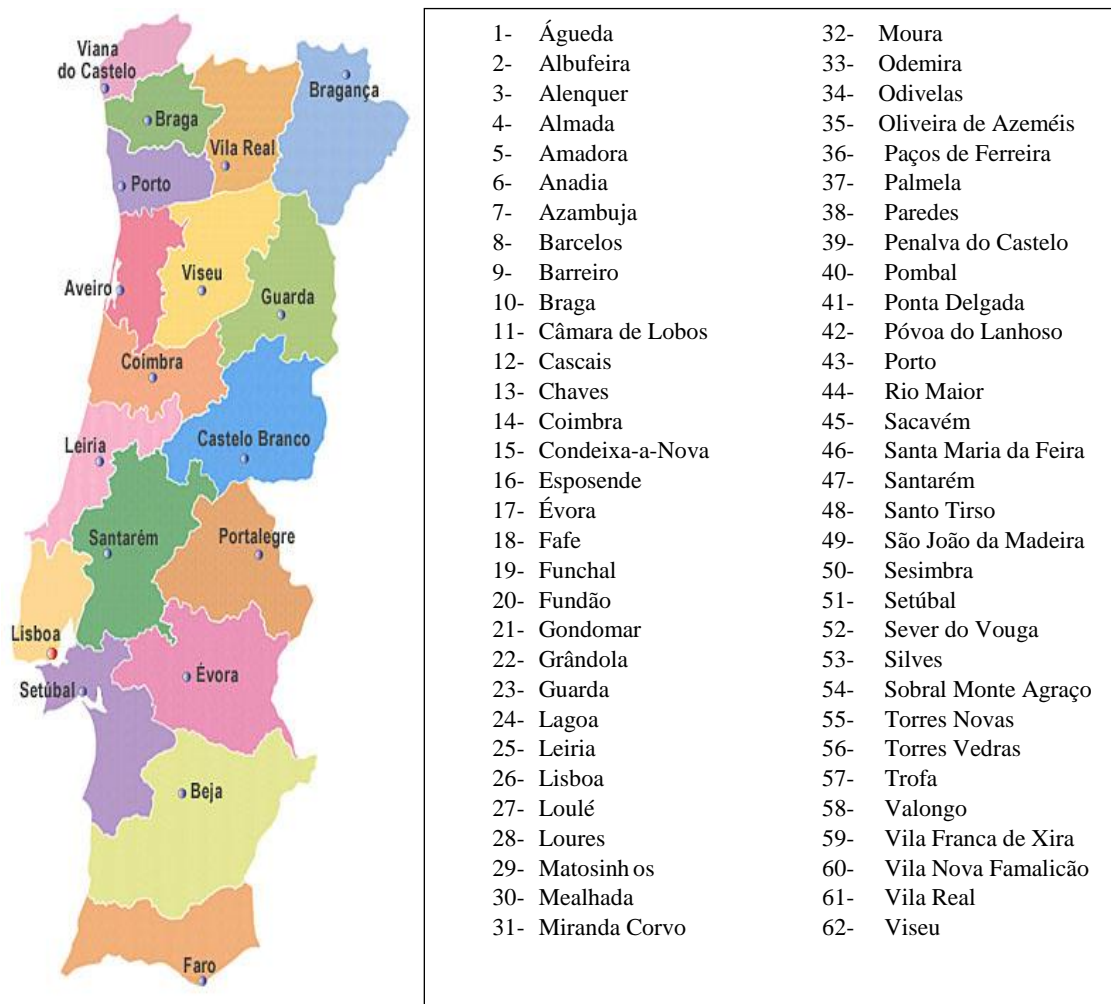 Viana
do Castelo
Bragança
Braga
Vila Real
Porto
Viseu
Aveiro
Guarda
Coimbra
Castelo Branco
Leiria
Santarém
Portalegre
Lisboa
Évora
Setúbal
Beja
Faro
1- Águeda
2- Albufeira
3- Alenquer
4- Almada
5- Amadora
6- Anadia
7- Azambuja
8- Barcelos
9- Barreiro
10- Braga
11- Câmara de Lobos
12- Cascais
13- Chaves
14- Coimbra
15- Condeixa-a-Nova
16- Esposende
17- Évora
18- Fafe
19- Funchal
20- Fundão
21- Gondomar
22- Grândola
23- Guarda
24- Lagoa
25- Leiria
26- Lisboa
27- Loulé
28- Loures
29- Matosinhos
30- Mealhada
31- Miranda Corvo
32- Moura
33- Odemira
34- Odivelas
35- Oliveira de Azeméis
36- Paços de Ferreira
37- Palmela
38- Paredes
39- Penalva do Castelo
40- Pombal
41- Ponta Delgada
42- Póvoa do Lanhoso
43- Porto
44- Rio Maior
45- Sacavém
46- Santa Maria da Feira
47- Santarém
48- Santo Tirso
49- São João da Madeira
50- Sesimbra
51- Setúbal
52- Sever do Vouga
53- Silves
54- Sobral Monte Agraço
55- Torres Novas
56- Torres Vedras
57- Trofa
58- Valongo
59- Vila Franca de Xira
60- Vila Nova Famalicão
61- Vila Real
62- Viseu